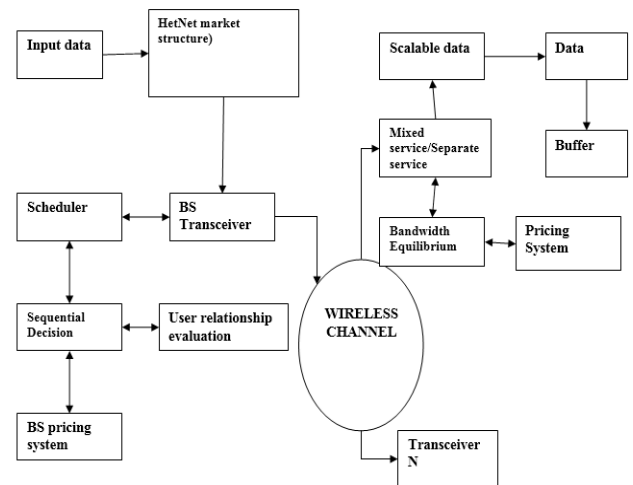 HetNet market
structure)
Input data
Scalable data
Data
Mixed
service/Separate
service
Buffer
Scheduler
BS
Transceiver
Bandwidth
Equilibrium
Pricing
System
Sequential
Decision
User relationship
evaluation
WIRELESS
CHANNEL
BS pricing
system
Transceiver
N